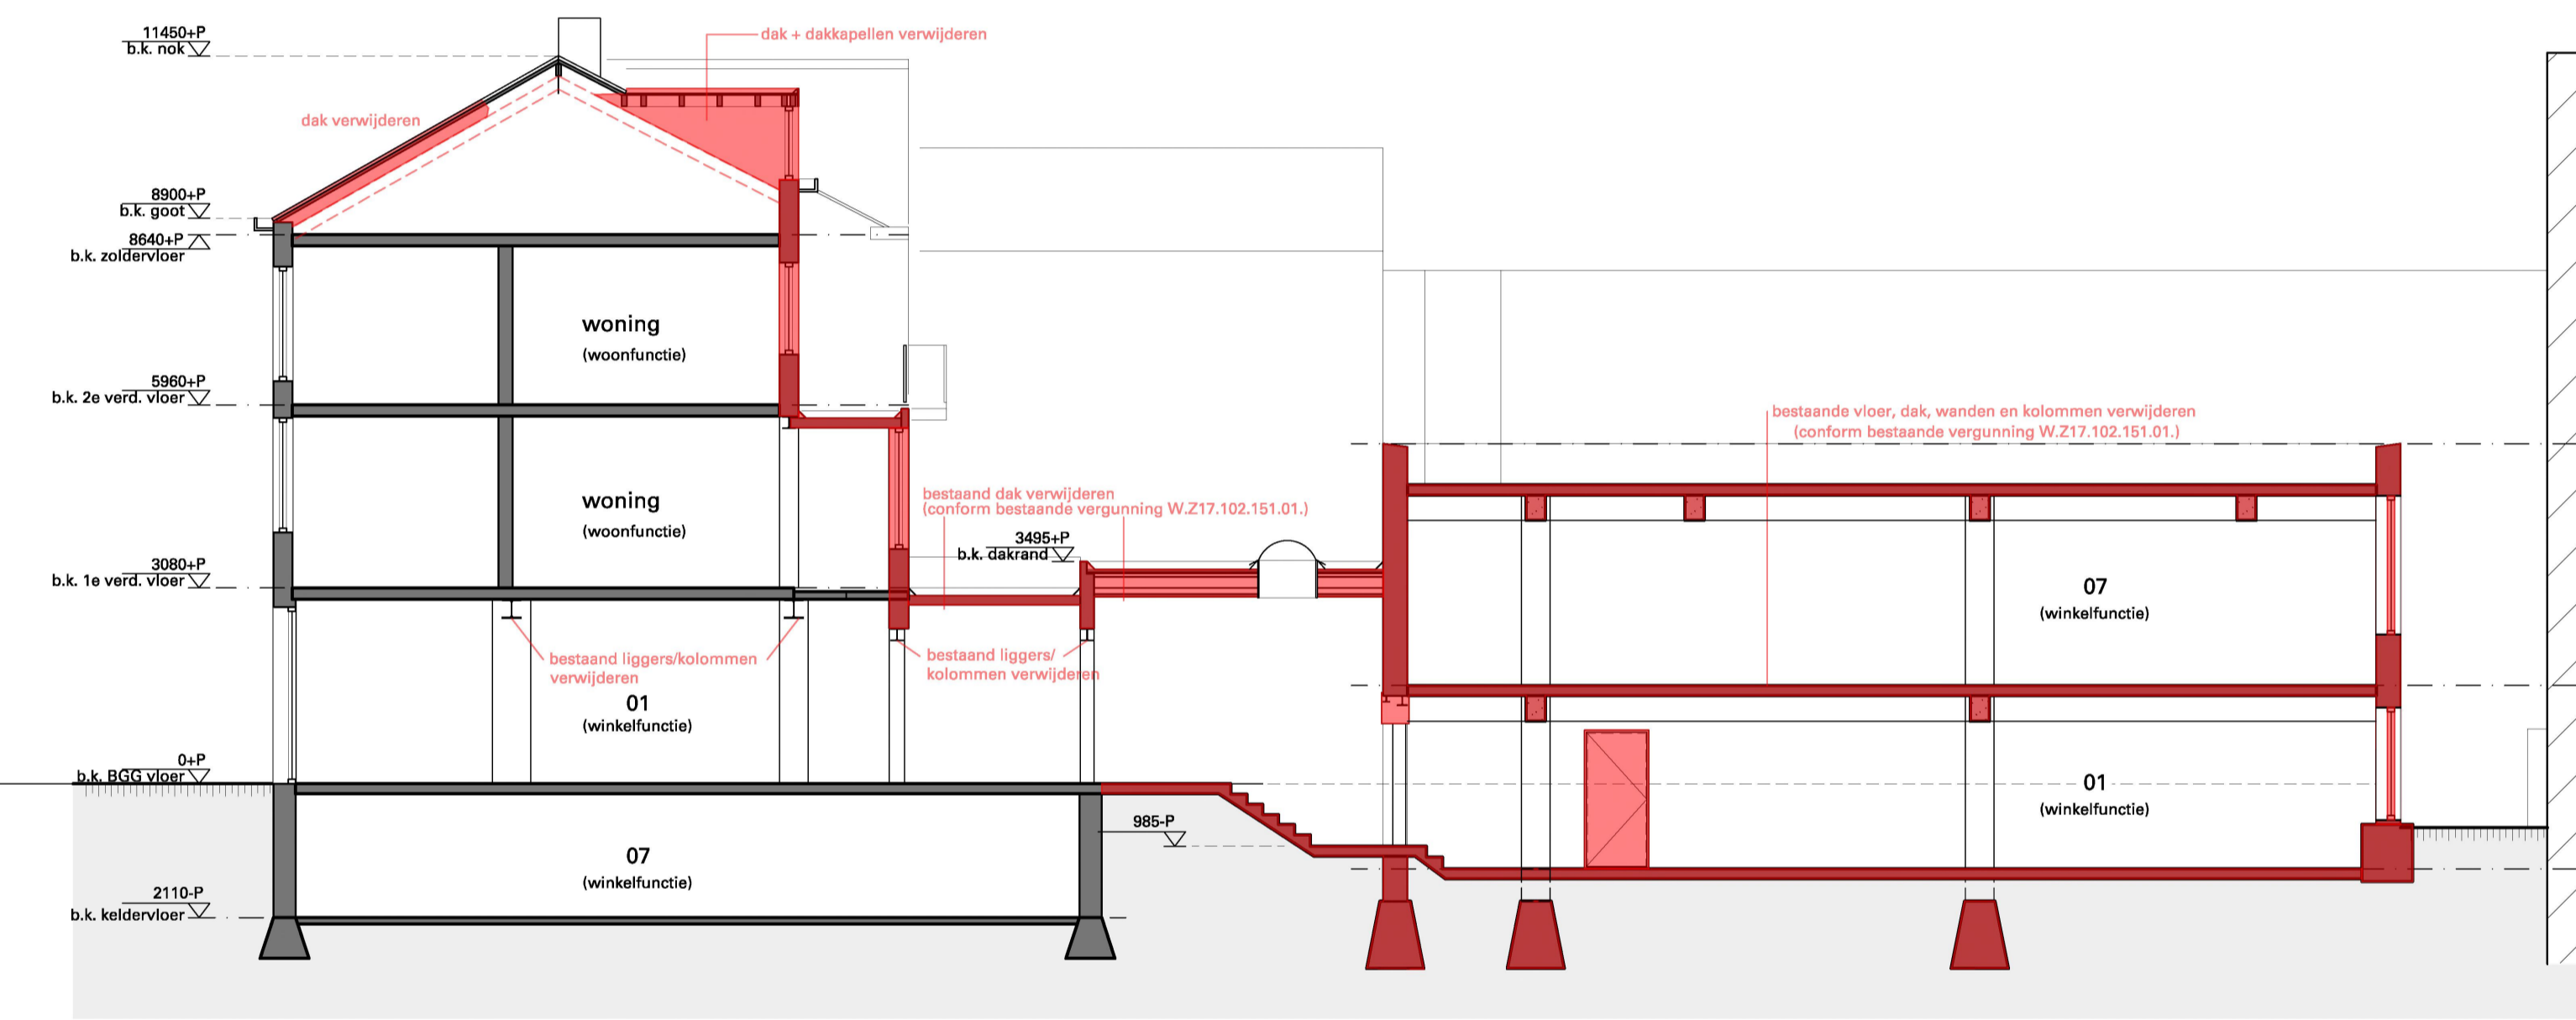 11450+P
b.k. nok
dak + dakkapellen verwijderen
dak verwijderen
8900+P
b.k. goot
8640+P
b.k. zoldervloer
woning
(woonfunctie)
5960+P
b.k. 2e verd. vloer
bestaande vloer, dak, wanden en kolommen verwijderen
(conform bestaande vergunning W.Z17.102.151.01.)
woning
(woonfunctie)
bestaand dak verwijderen
(conform bestaande vergunning W.Z17.102.151.01.)
3495+P
b.k. dakrand
3080+P
b.k. 1e verd. vloer
07
(winkelfunctie)
bestaand liggers/kolommen
verwijderen
bestaand liggers/
kolommen verwijderen
01
(winkelfunctie)
0+P
b.k. BGG vloer
01
(winkelfunctie)
985-P
07
(winkelfunctie)
2110-P
b.k. keldervloer